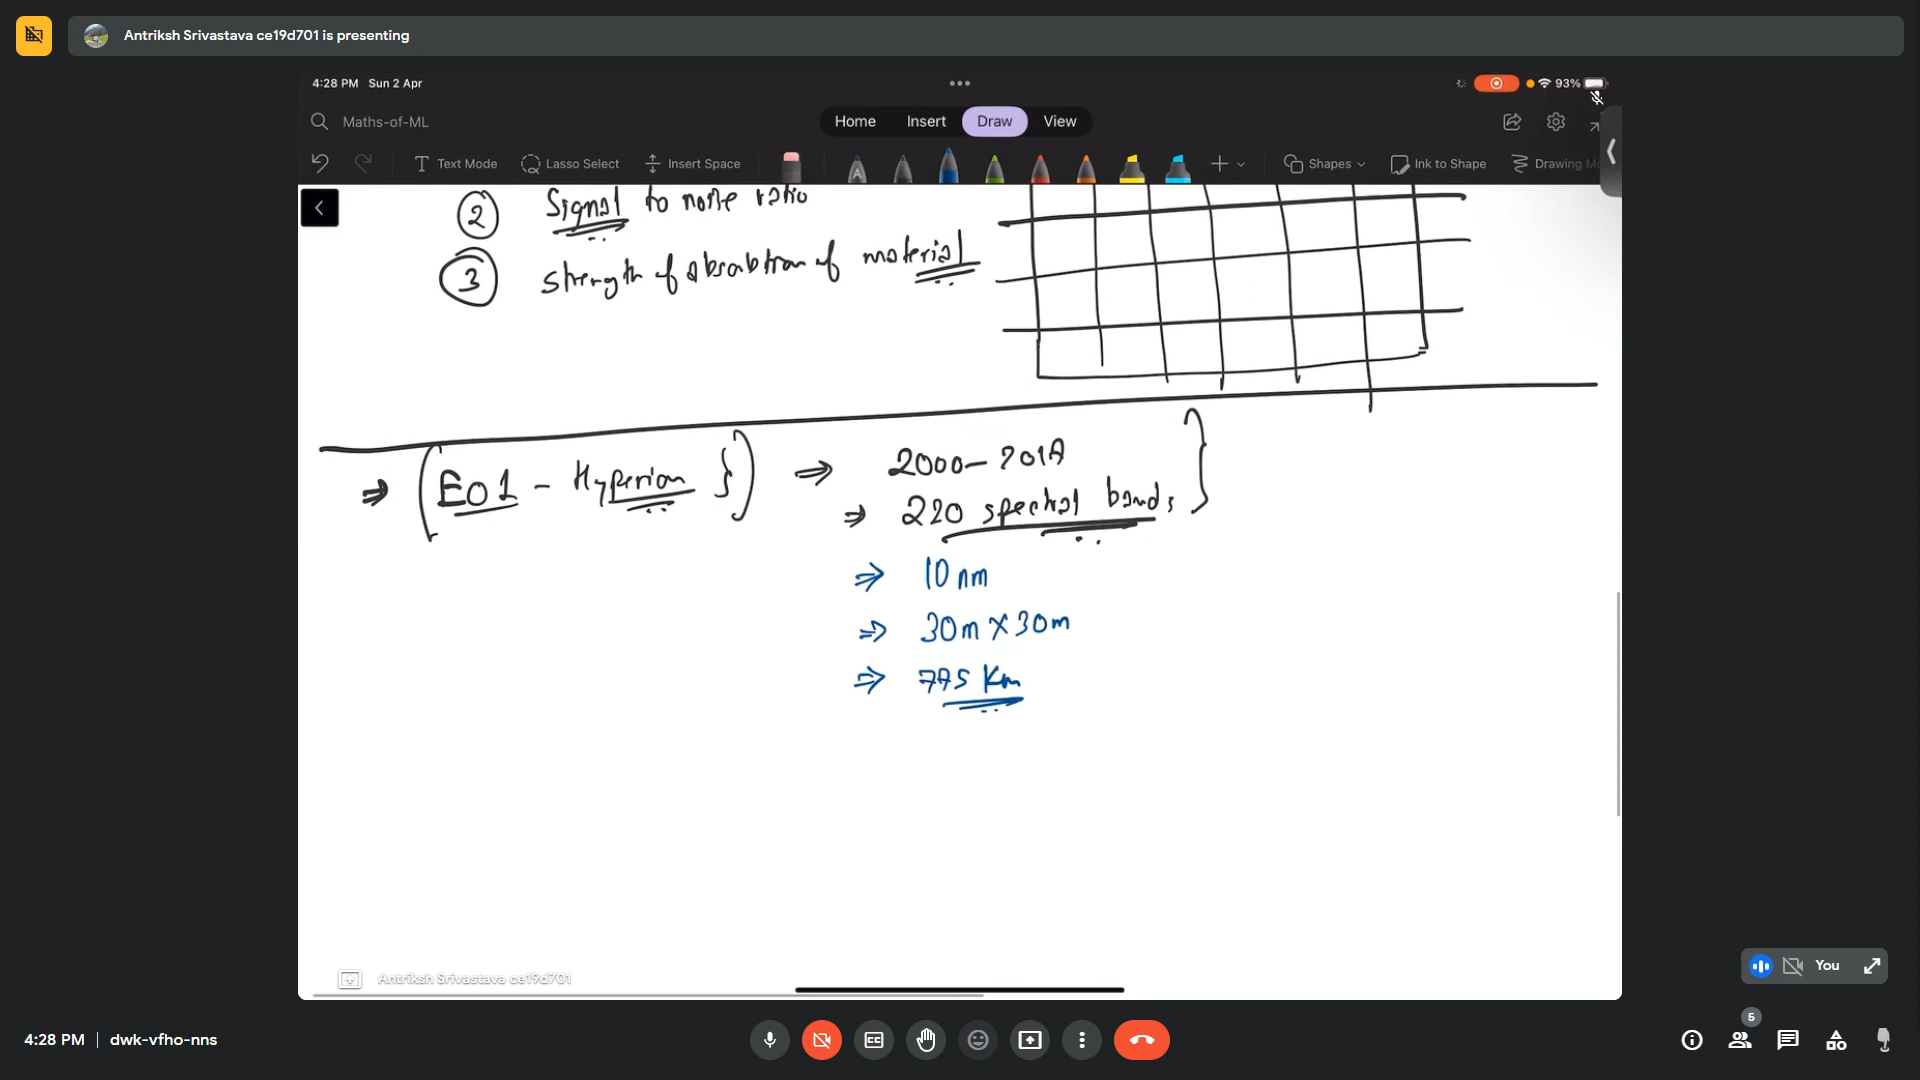 Antriksh Srivastava ce19d701 is presenting
4:28 PM Sun 2 Apr
93%
Maths-of-ML
Home Insert Draw View
Text Mode Lasso Select Insert Space A Shapes Ink to Shape Drawing Mo
2 Signal to noise ratio
3 strength of absorbtion of material
⇒ (EO1 - Hyperion }) ⇒ 2000-
⇒ 220 spectral bands
⇒ 10 nm
⇒ 30m X 30m
⇒ 775 Km
Antriksh Srivastava ce19d701
You
5
4:28 PM | dwk-vfho-nns